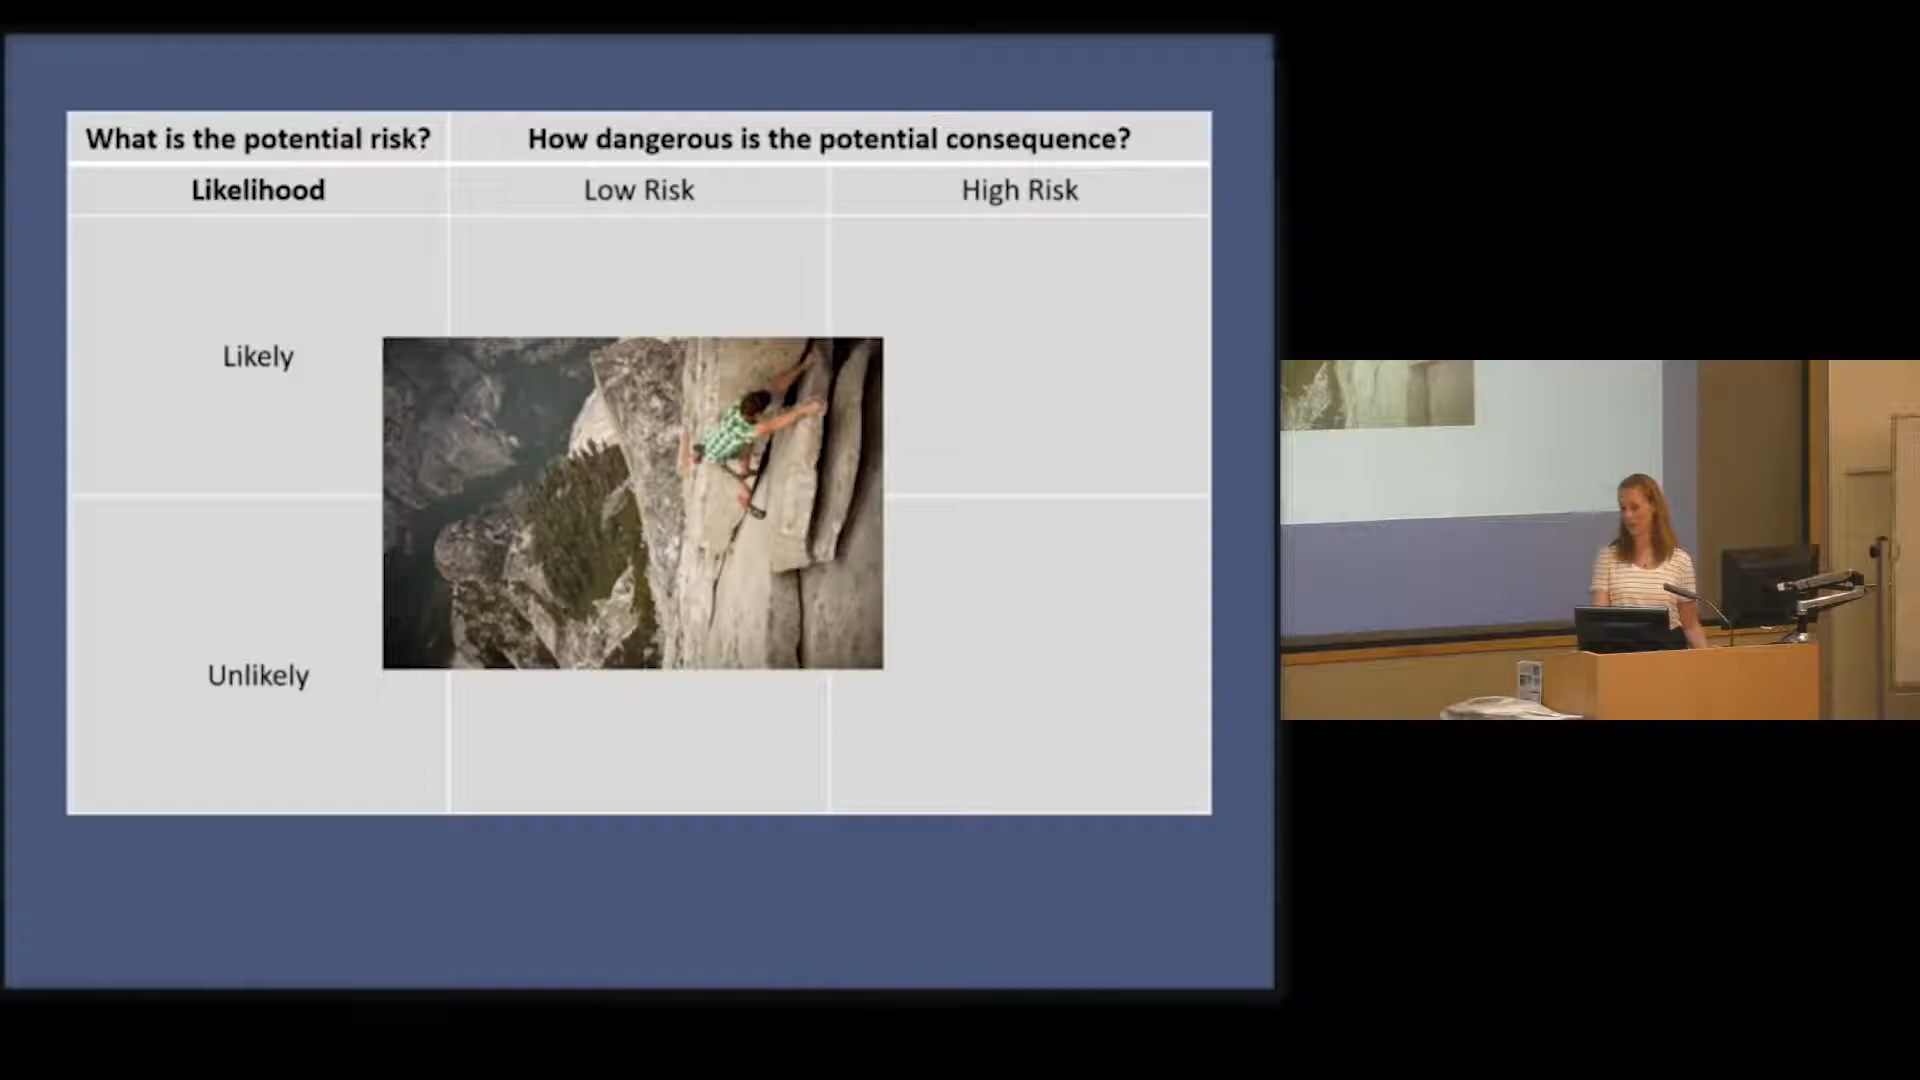 What is the potential risk? How dangerous is the potential consequence?
Likelihood Low Risk High Risk
Likely
Unlikely